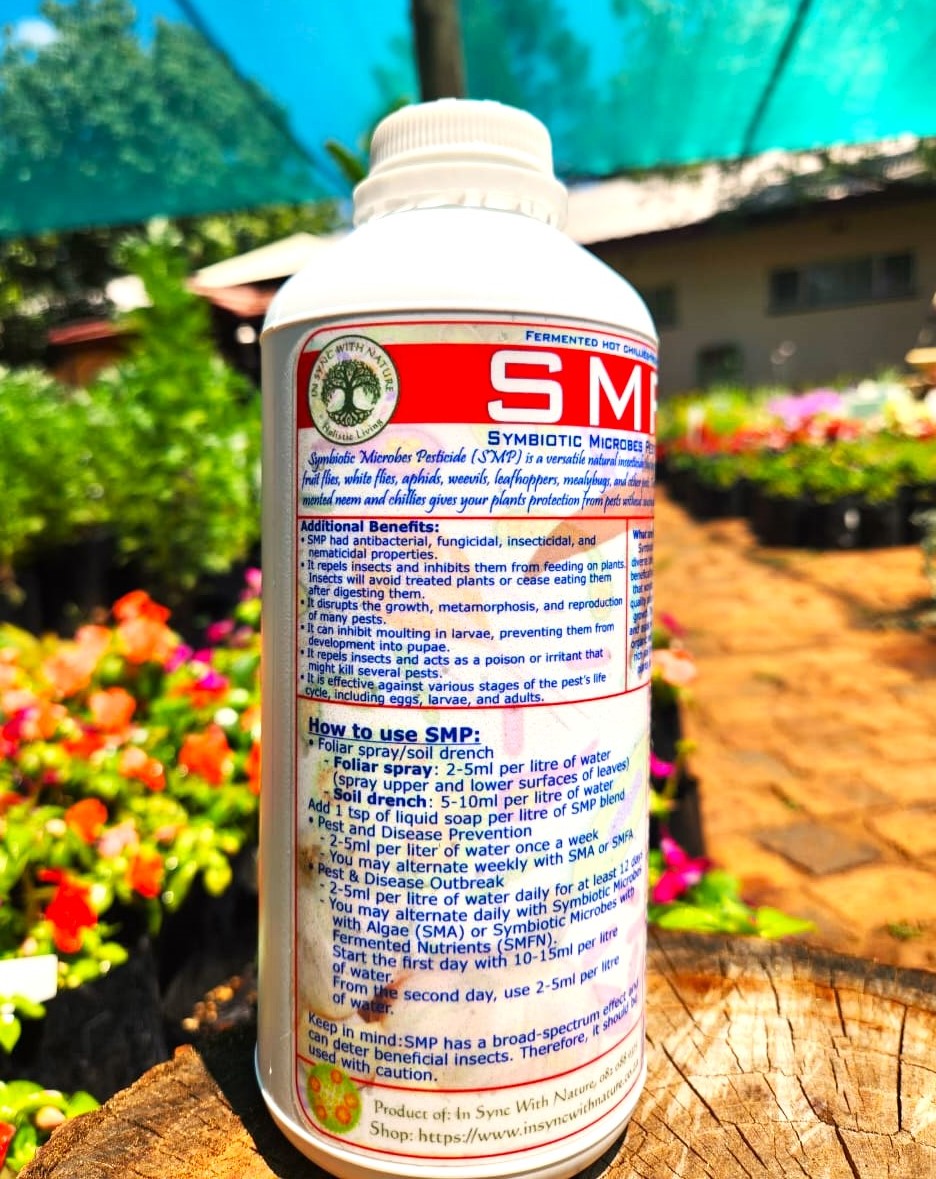 FERMENTED HOT CHILLIES
SMP
IN SYNC WITH NATURE
Holistic Living
SYMBIOTIC MICROBES
Symbiotic Microbes Pesticide (SMP) is a versatile natural
fruit flies, white flies, aphids, weevils, leafhoppers, mealybugs, and other
mented neem and chillies gives your plants protection from pests without
Additional Benefits:
• SMP had antibacterial, fungicidal, insecticidal, and
nematicidal properties.
• It repels insects and inhibits them from feeding on plants.
Insects will avoid treated plants or cease eating them
after digesting them.
• It disrupts the growth, metamorphosis, and reproduction
of many pests.
• It can inhibit moulting in larvae, preventing them from
development into pupae.
• It repels insects and acts as a poison or irritant that
might kill several pests.
• It is effective against various stages of the pest's life
cycle, including eggs, larvae, and adults.
What
How to use SMP:
• Foliar spray/soil drench
- Foliar spray: 2-5ml per litre of water
(spray upper and lower surfaces of leaves)
- Soil drench: 5-10ml per litre of water
Add 1 tsp of liquid soap per litre of SMP blend
• Pest and Disease Prevention
- 2-5ml per liter of water once a week
- You may alternate weekly with SMA or SMFA
• Pest & Disease Outbreak
- 2-5ml per litre of water daily for at least 12 days
- You may alternate daily with Symbiotic Microbes
with Algae (SMA) or Symbiotic Microbes with
Fermented Nutrients (SMFN).
Start the first day with 10-15ml per litre
of water.
From the second day, use 2-5ml per litre
of water.
Keep in mind:SMP has a broad-spectrum effect and
can deter beneficial insects. Therefore, it should be
used with caution.
Product of: In Sync With Nature, 082 088
Shop: https://www.insyncwithnature.co.